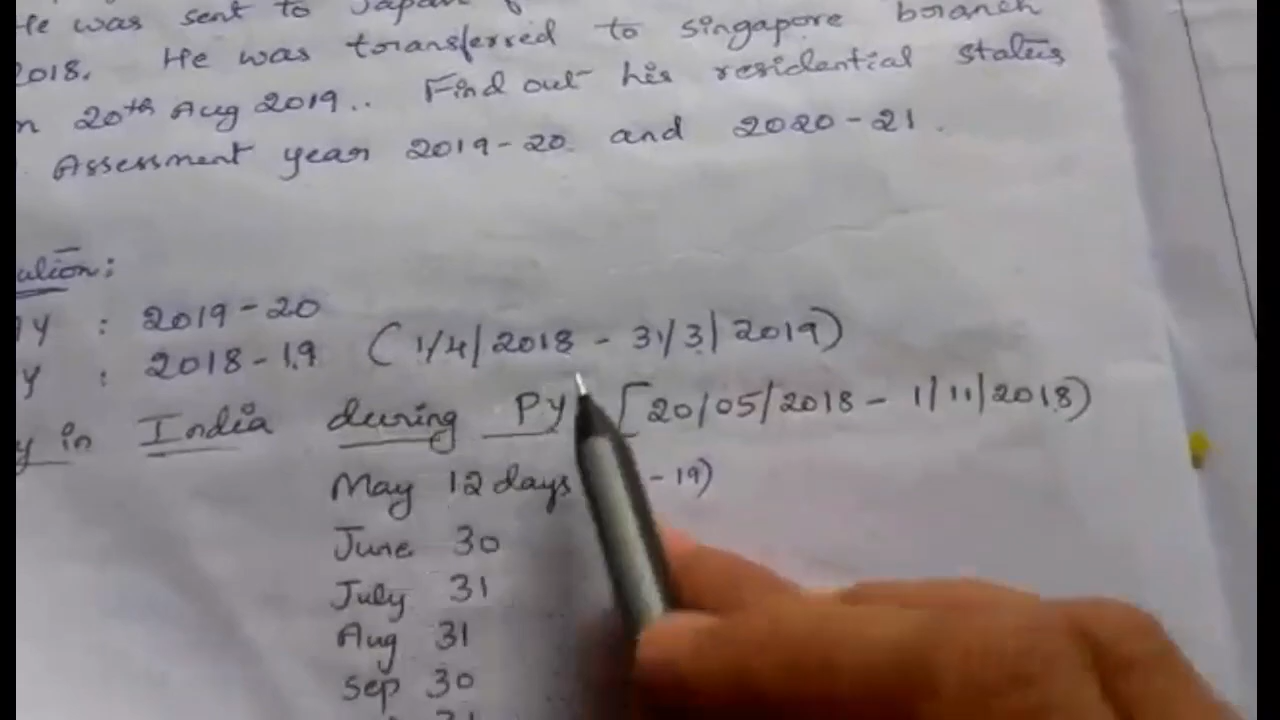 He was sent to Japan
2018. He was transferred to singapore branch
n 20th Aug 2019.. Find out his residential status
Assessment year 2019-20 and 2020-21.
ution:
AY : 2019-20
Y : 2018-19 (1/4/2018 - 31/3/2019)
y in India during PY [20/05/2018 - 1/11/2018)
May 12 days - 19)
June 30
July 31
Aug 31
Sep 30